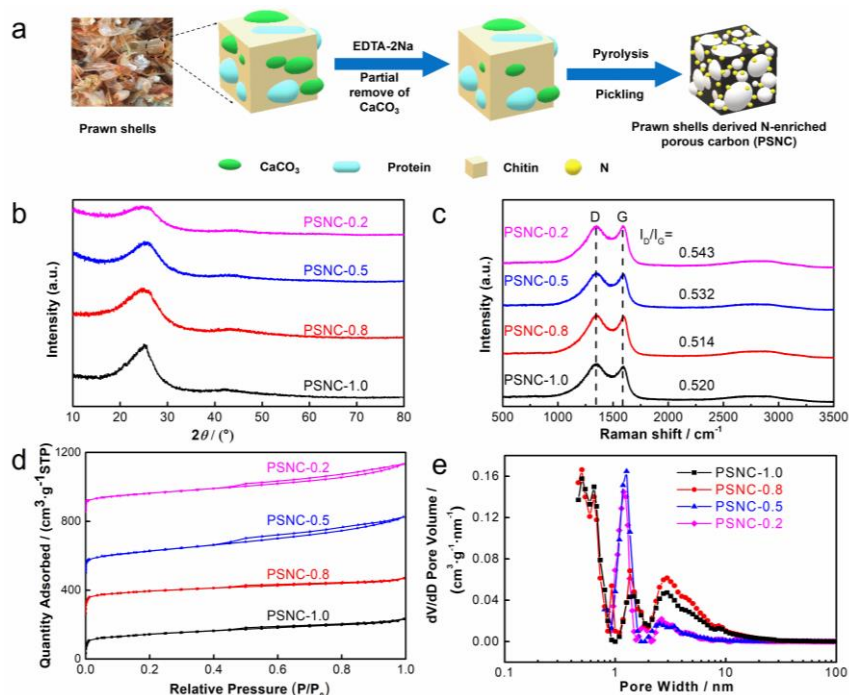 a
EDTA-2Na
Partial
remove of
CaCO₃
Pyrolysis
Pickling
Prawn shells
Prawn shells derived N-enriched
porous carbon (PSNC)
CaCO₃ Protein Chitin N
b
PSNC-0.2
PSNC-0.5
PSNC-0.8
PSNC-1.0
Intensity (a.u.)
10 20 30 40 50 60 70 80
2θ / (°)
c
D G
I_D/I_G=
PSNC-0.2 0.543
PSNC-0.5 0.532
PSNC-0.8 0.514
PSNC-1.0 0.520
Intensity (a.u.)
500 1000 1500 2000 2500 3000 3500
Raman shift / cm⁻¹
d
1200
800
400
0
PSNC-0.2
PSNC-0.5
PSNC-0.8
PSNC-1.0
Quantity Adsorbed / (cm³·g⁻¹STP)
0.0 0.2 0.4 0.6 0.8 1.0
Relative Pressure (P/P₀)
e
0.16
0.12
0.08
0.04
0.00
PSNC-1.0
PSNC-0.8
PSNC-0.5
PSNC-0.2
dV/dD Pore Volume /
(cm³·g⁻¹·nm⁻¹)
0.1 1 10 100
Pore Width / nm